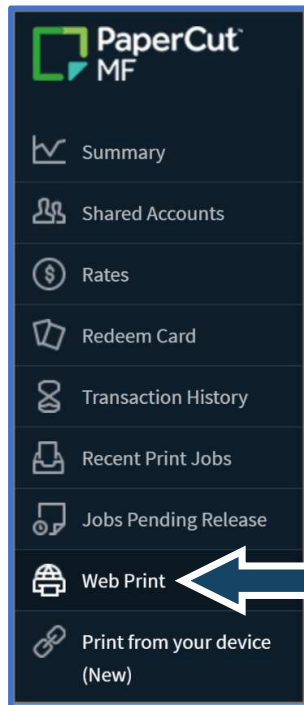 PaperCut
MF
Summary
Shared Accounts
Rates
Redeem Card
Transaction History
Recent Print Jobs
Jobs Pending Release
Web Print
Print from your device
(New)